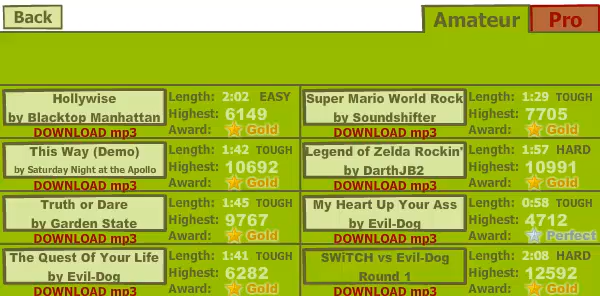 Back
Amateur
Pro
Hollywise
by Blacktop Manhattan
DOWNLOAD mp3
Length: 2:02 EASY
Highest: 6149
Award: Gold
Super Mario World Rock
by Soundshifter
DOWNLOAD mp3
Length: 1:29 TOUGH
Highest: 7705
Award: Gold
This Way (Demo)
by Saturday Night at the Apollo
DOWNLOAD mp3
Length: 1:42 TOUGH
Highest: 10692
Award: Gold
Legend of Zelda Rockin'
by DarthJB2
DOWNLOAD mp3
Length: 1:57 HARD
Highest: 10991
Award: Gold
Truth or Dare
by Garden State
DOWNLOAD mp3
Length: 1:45 TOUGH
Highest: 9767
Award: Gold
My Heart Up Your Ass
by Evil-Dog
DOWNLOAD mp3
Length: 0:58 TOUGH
Highest: 4712
Award: Perfect
The Quest Of Your Life
by Evil-Dog
DOWNLOAD mp3
Length: 1:41 TOUGH
Highest: 6282
Award: Gold
SWiTCH vs Evil-Dog
Round 1
DOWNLOAD mp3
Length: 2:08 HARD
Highest: 12592
Award: Gold